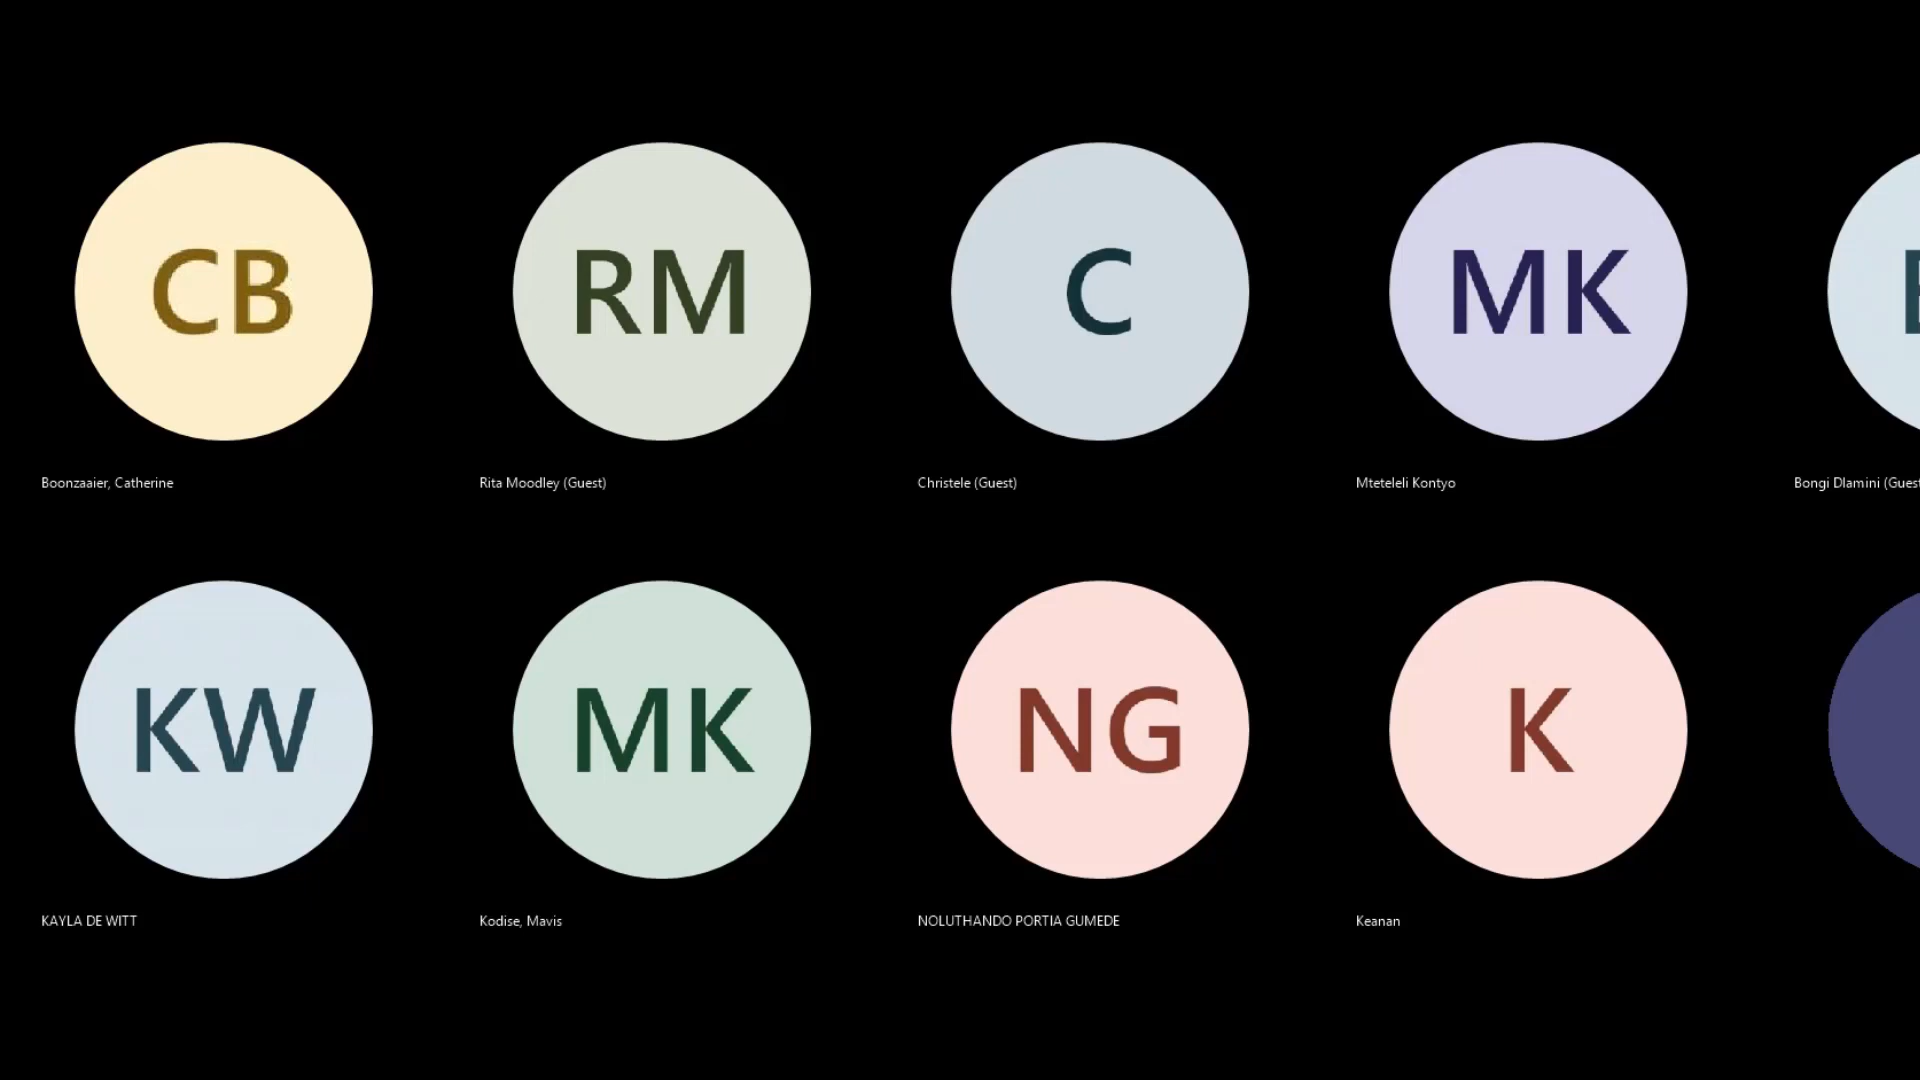 CB
RM
C
MK
Boonzaaier, Catherine
Rita Moodley (Guest)
Christele (Guest)
Mteteleli Kontyo
Bongi Dlamini (Guest
KW
MK
NG
K
KAYLA DE WITT
Kodise, Mavis
NOLUTHANDO PORTIA GUMEDE
Keanan